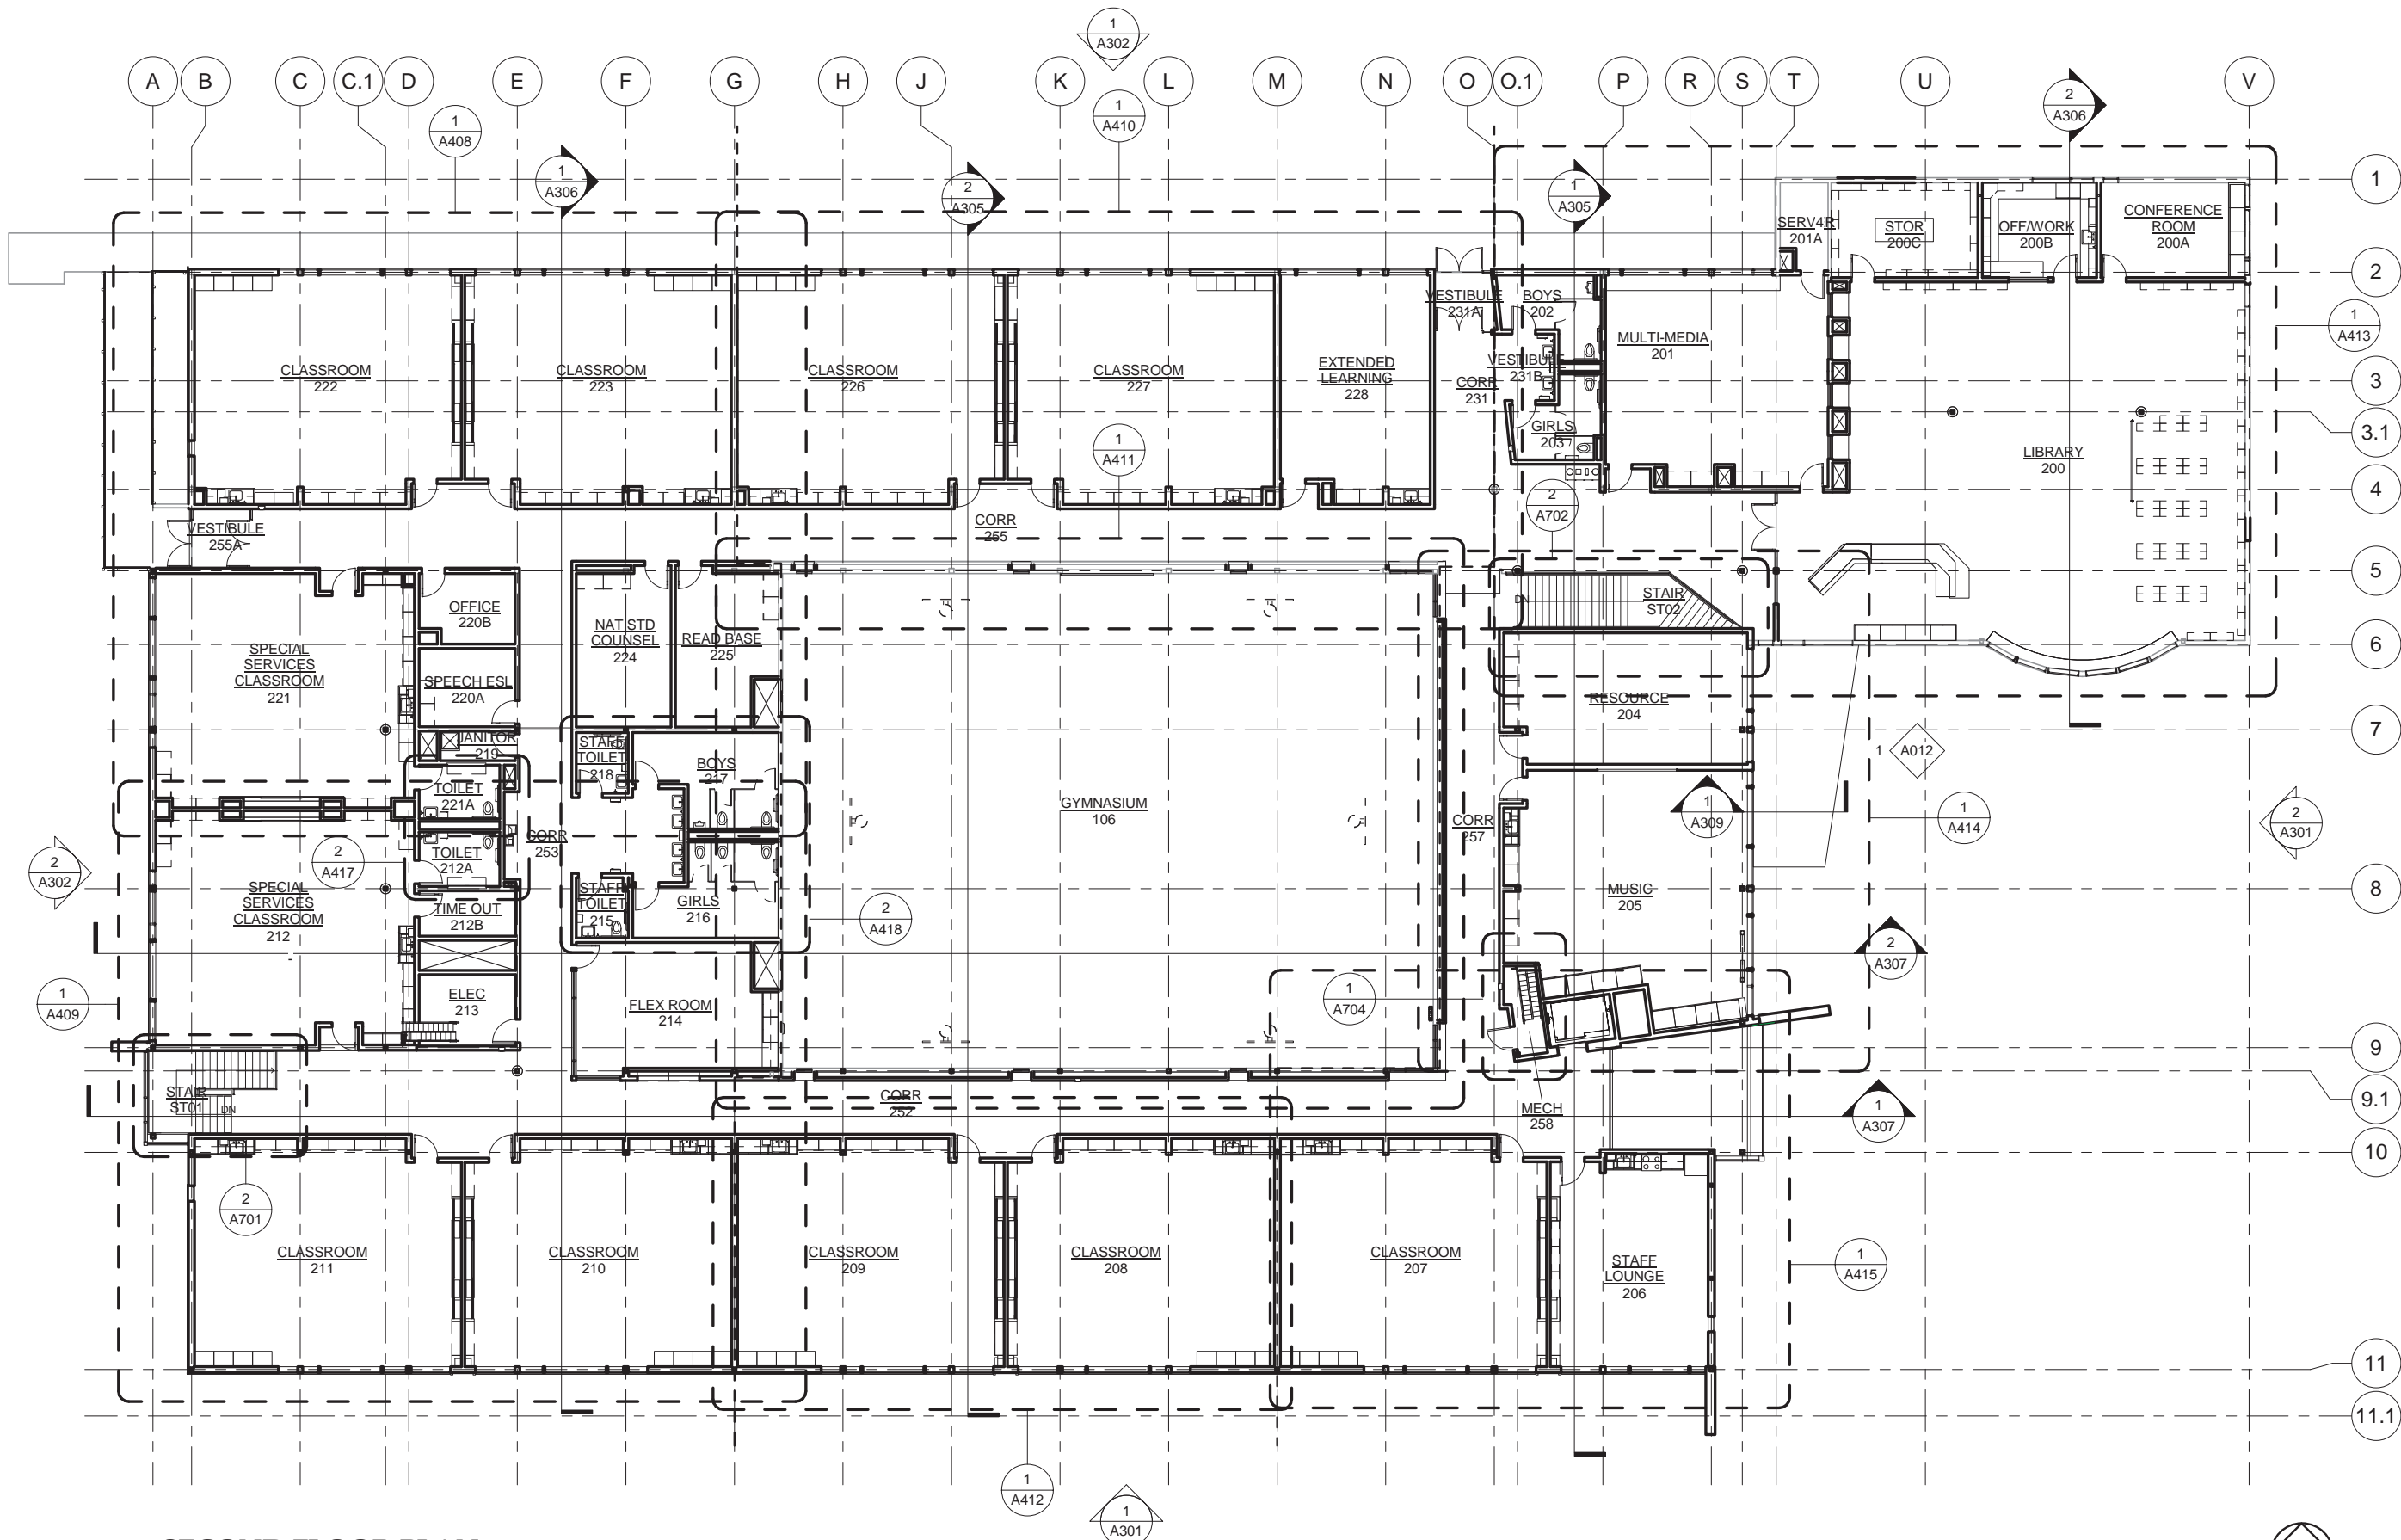 1
A302
A
B
C
C.1
D
E
F
G
H
J
K
L
M
N
O
O.1
P
R
S
T
U
V
1
A408
1
A410
2
A306
1
A306
2
A305
1
A305
1
2
3
3.1
4
5
6
7
8
9
9.1
10
11
11.1
SERV4R
201A
STOR
200C
OFF/WORK
200B
CONFERENCE
ROOM
200A
VESTIBULE
231A
BOYS
202
MULTI-MEDIA
201
1
A413
CLASSROOM
222
CLASSROOM
223
CLASSROOM
226
CLASSROOM
227
EXTENDED
LEARNING
228
VESTIBULE
231B
CORR
231
GIRLS
203
LIBRARY
200
1
A411
2
A702
VESTIBULE
255A
CORR
255
OFFICE
220B
NAT STD
COUNSEL
224
READ BASE
225
DN
STAIR
ST02
SPECIAL
SERVICES
CLASSROOM
221
SPEECH ESL
220A
RESOURCE
204
JANITOR
219
STAFF
TOILET
218
BOYS
217
1
A012
TOILET
221A
GYMNASIUM
106
1
A309
1
A414
2
A301
CORR
253
CORR
257
2
A417
TOILET
212A
2
A302
SPECIAL
SERVICES
CLASSROOM
212
TIME OUT
212B
STAFF
TOILET
215
GIRLS
216
2
A418
MUSIC
205
2
A307
1
A409
ELEC
213
FLEX ROOM
214
1
A704
STAIR
ST01
DN
CORR
252
MECH
258
1
A307
2
A701
CLASSROOM
211
CLASSROOM
210
CLASSROOM
209
CLASSROOM
208
CLASSROOM
207
STAFF
LOUNGE
206
1
A415
1
A412
1
A301
SECOND FLOOR PLAN